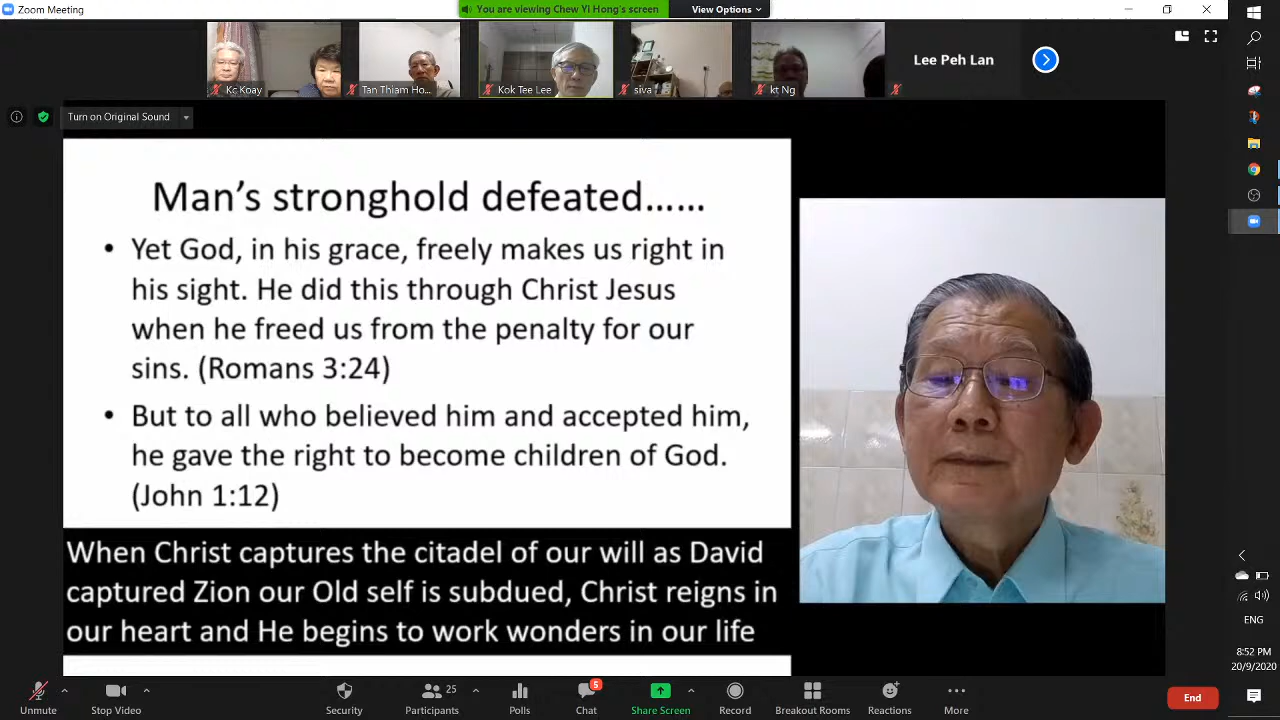 Zoom Meeting
You are viewing Chew Yi Hong's screen
View Options
Kc Koay
Tan Thiam Ho...
Kok Tee Lee
siva
kt Ng
Lee Peh Lan
Turn on Original Sound
Man's stronghold defeated......
• Yet God, in his grace, freely makes us right in
his sight. He did this through Christ Jesus
when he freed us from the penalty for our
sins. (Romans 3:24)
• But to all who believed him and accepted him,
he gave the right to become children of God.
(John 1:12)
When Christ captures the citadel of our will as David
captured Zion our Old self is subdued, Christ reigns in
our heart and He begins to work wonders in our life
ENG
8:52 PM
20/9/2020
Unmute
Stop Video
Security
Participants 25
Polls
Chat 5
Share Screen
Record
Breakout Rooms
Reactions
More
End